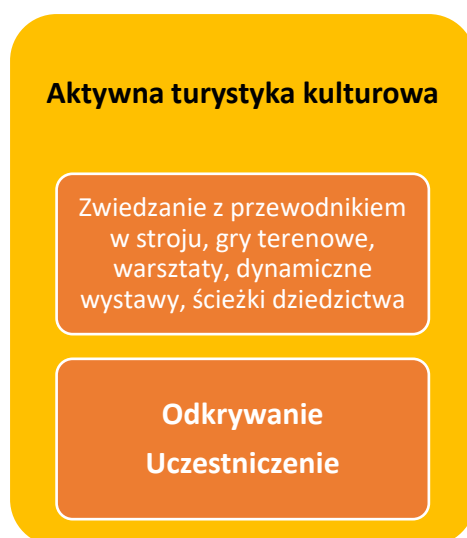 Aktywna turystyka kulturowa
Zwiedzanie z przewodnikiem
w stroju, gry terenowe,
warsztaty, dynamiczne
wystawy, ścieżki dziedzictwa
Odkrywanie
Uczestniczenie